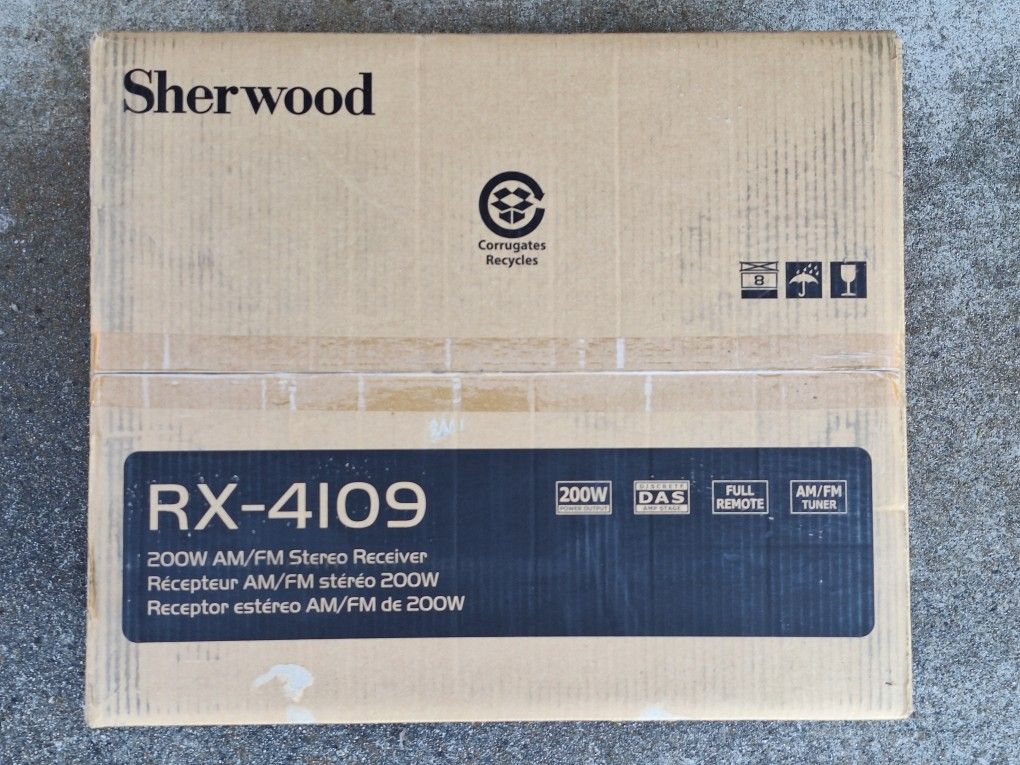 Sherwood
Corrugates
Recycles
8
RX-4109
200W AM/FM Stereo Receiver
Récepteur AM/FM stéréo 200W
Receptor estéreo AM/FM de 200W
200W
POWER OUTPUT
DISCRETE
DAS
AMP STAGE
FULL
REMOTE
AM/FM
TUNER